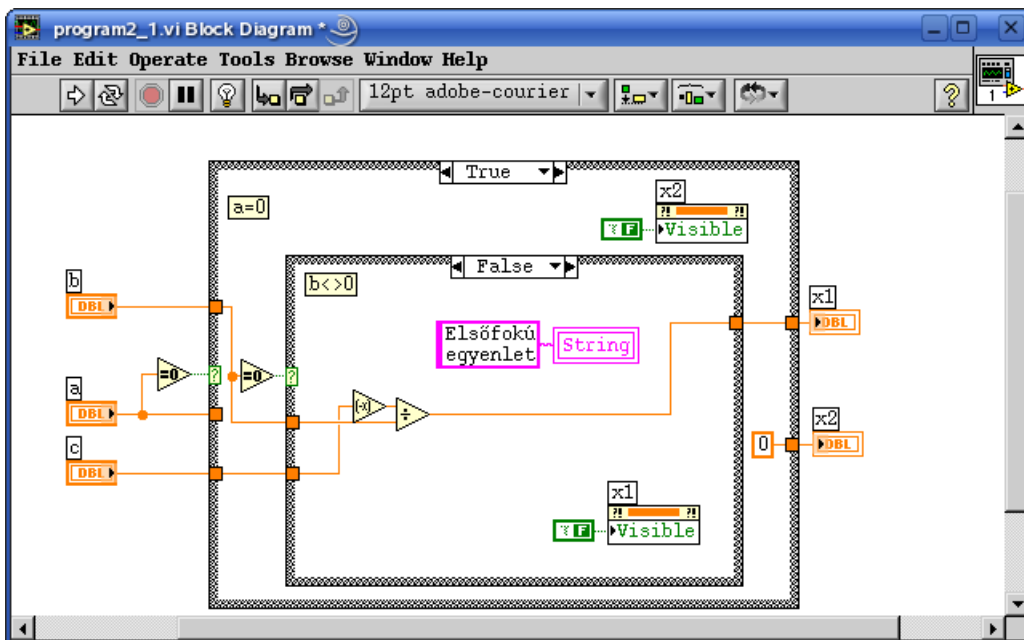 program2_1.vi Block Diagram *
File Edit Operate Tools Browse Window Help
12pt adobe-courier
?
1
True
a=0
x2
?! ?!
F Visible
False
b<>0
b
DBL
x1
DBL
Elsőfokú
egyenlet
String
=0 ? =0 ?
a
DBL
(-x) ÷
x2
DBL
0
c
DBL
x1
?! ?!
F Visible